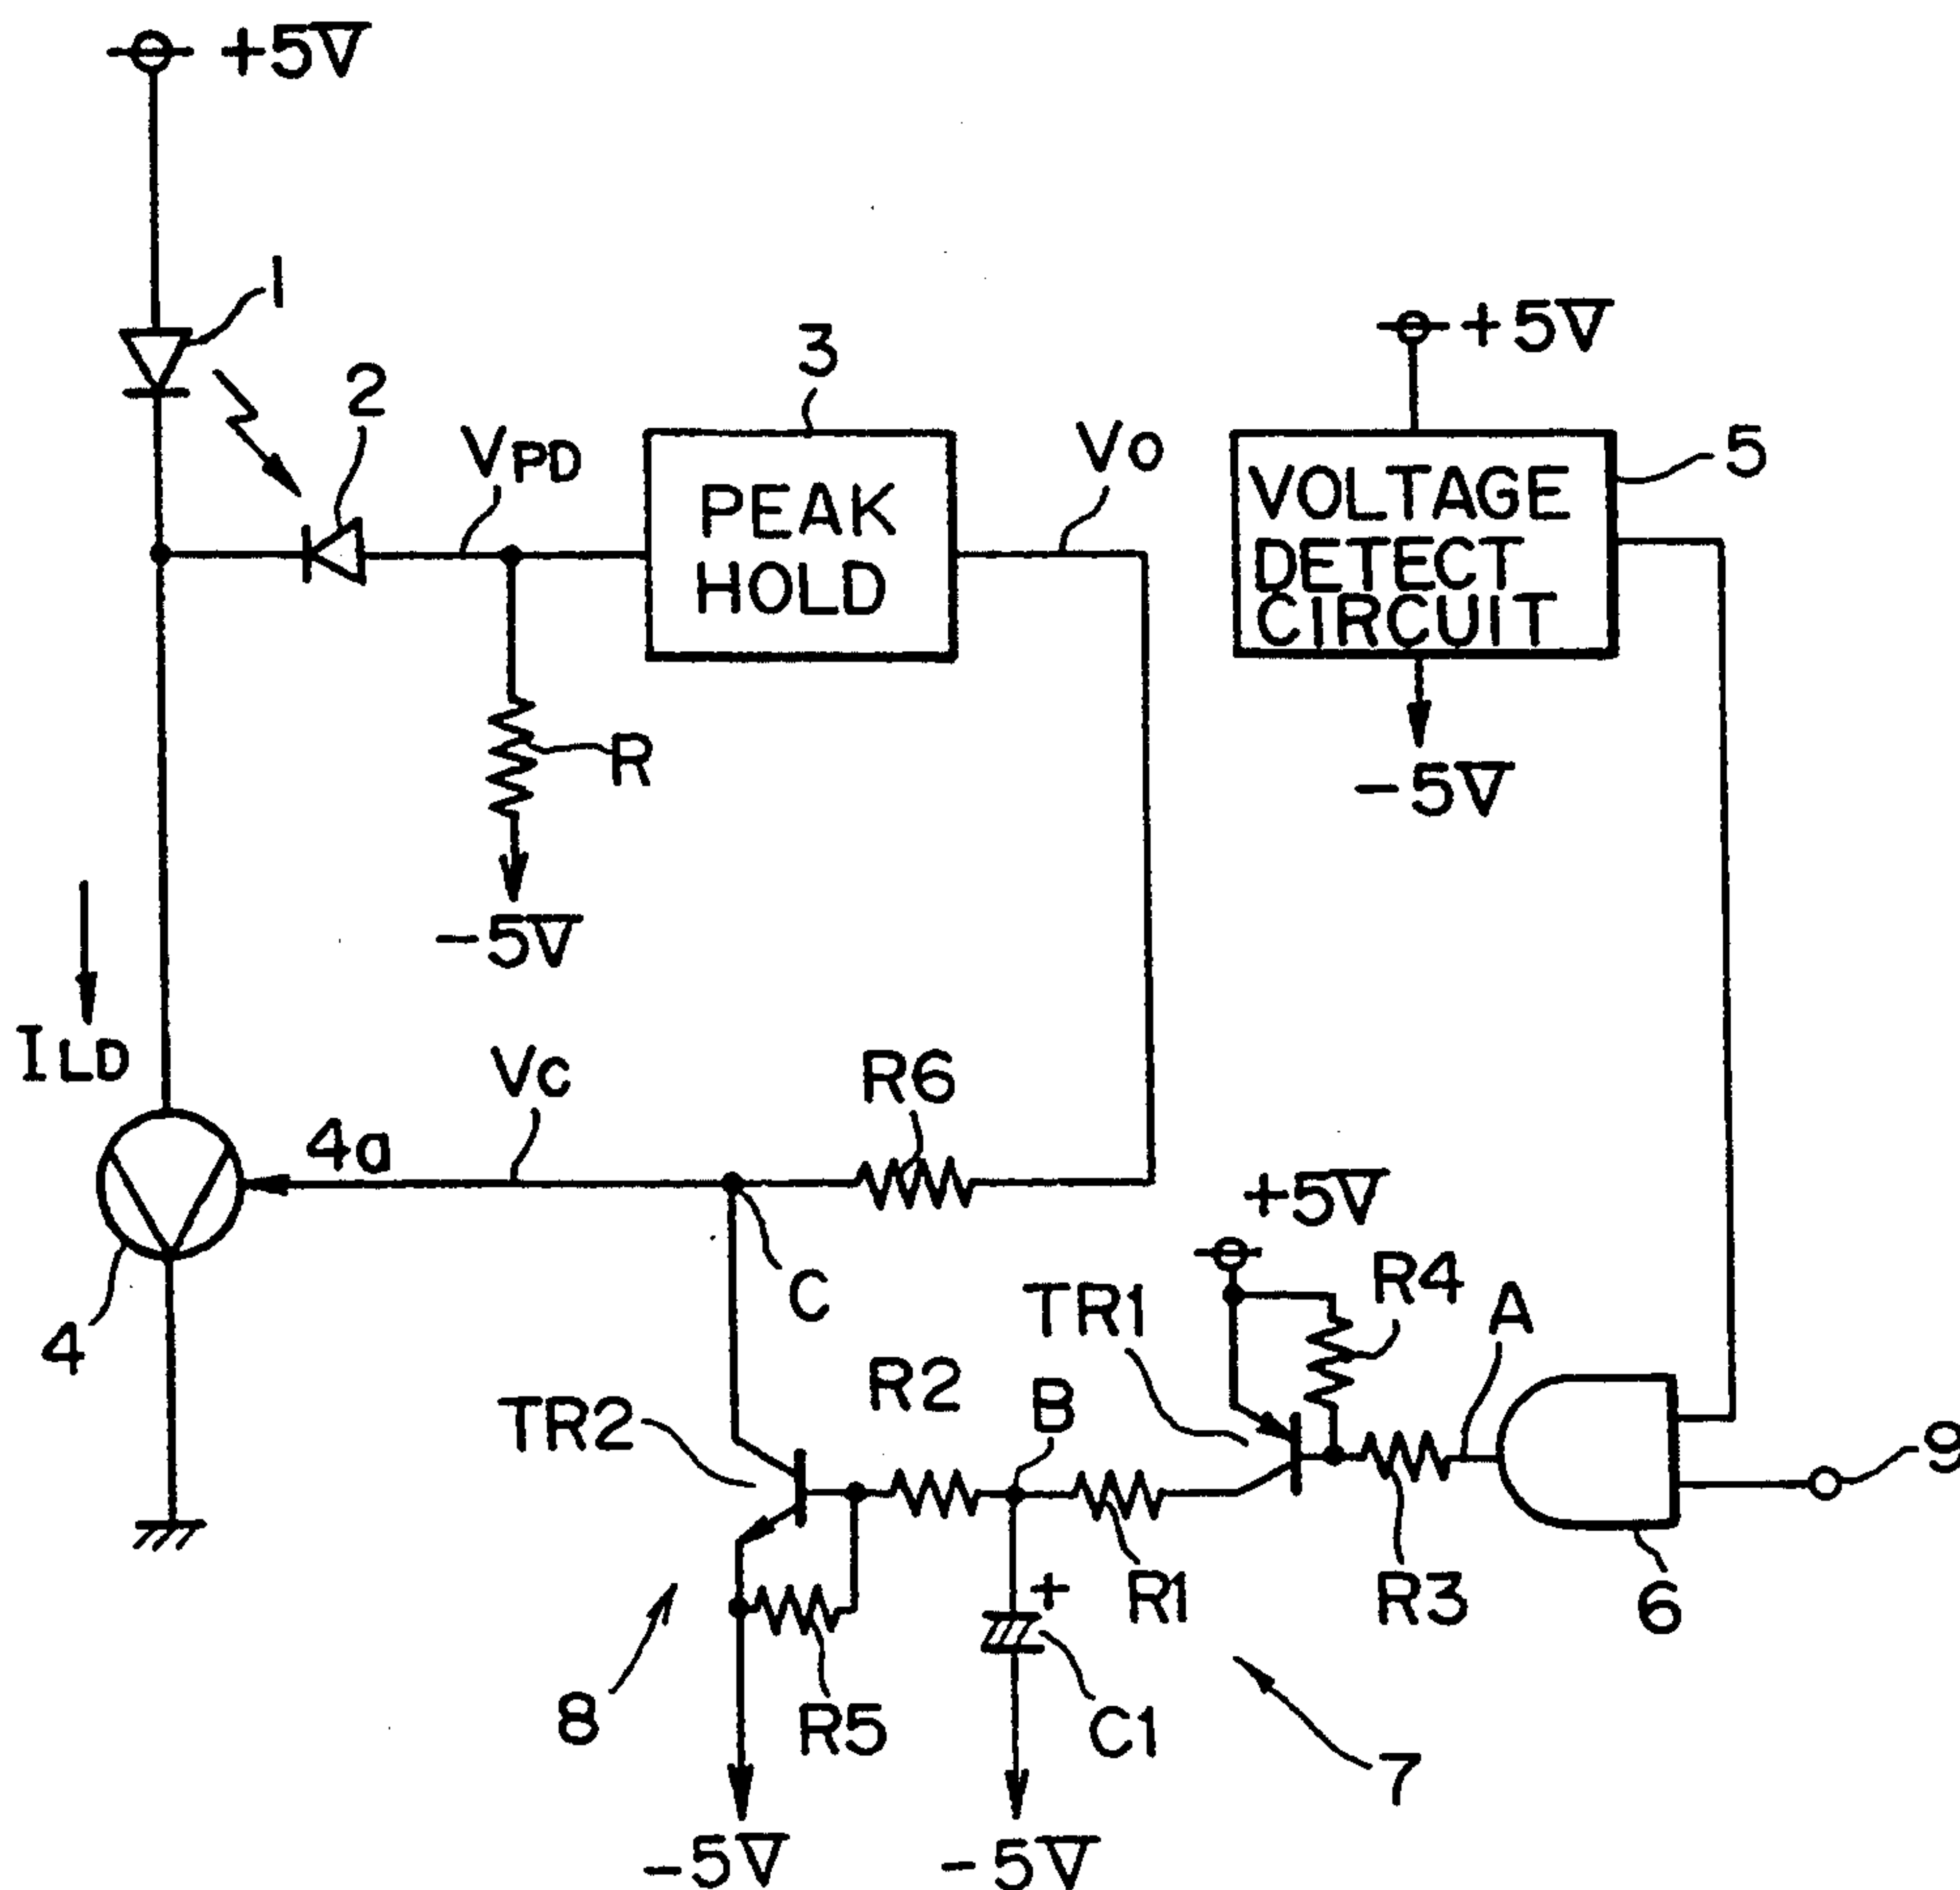 +5V
1
2
VPD
3
PEAK
HOLD
Vo
+5V
VOLTAGE
DETECT
CIRCUIT
5
-5V
R
-5V
ILD
Vc
4a
R6
C
4
+5V
R4
A
TR1
R2
B
TR2
9
+
R1
R3
6
8
R5
C1
7
-5V
-5V